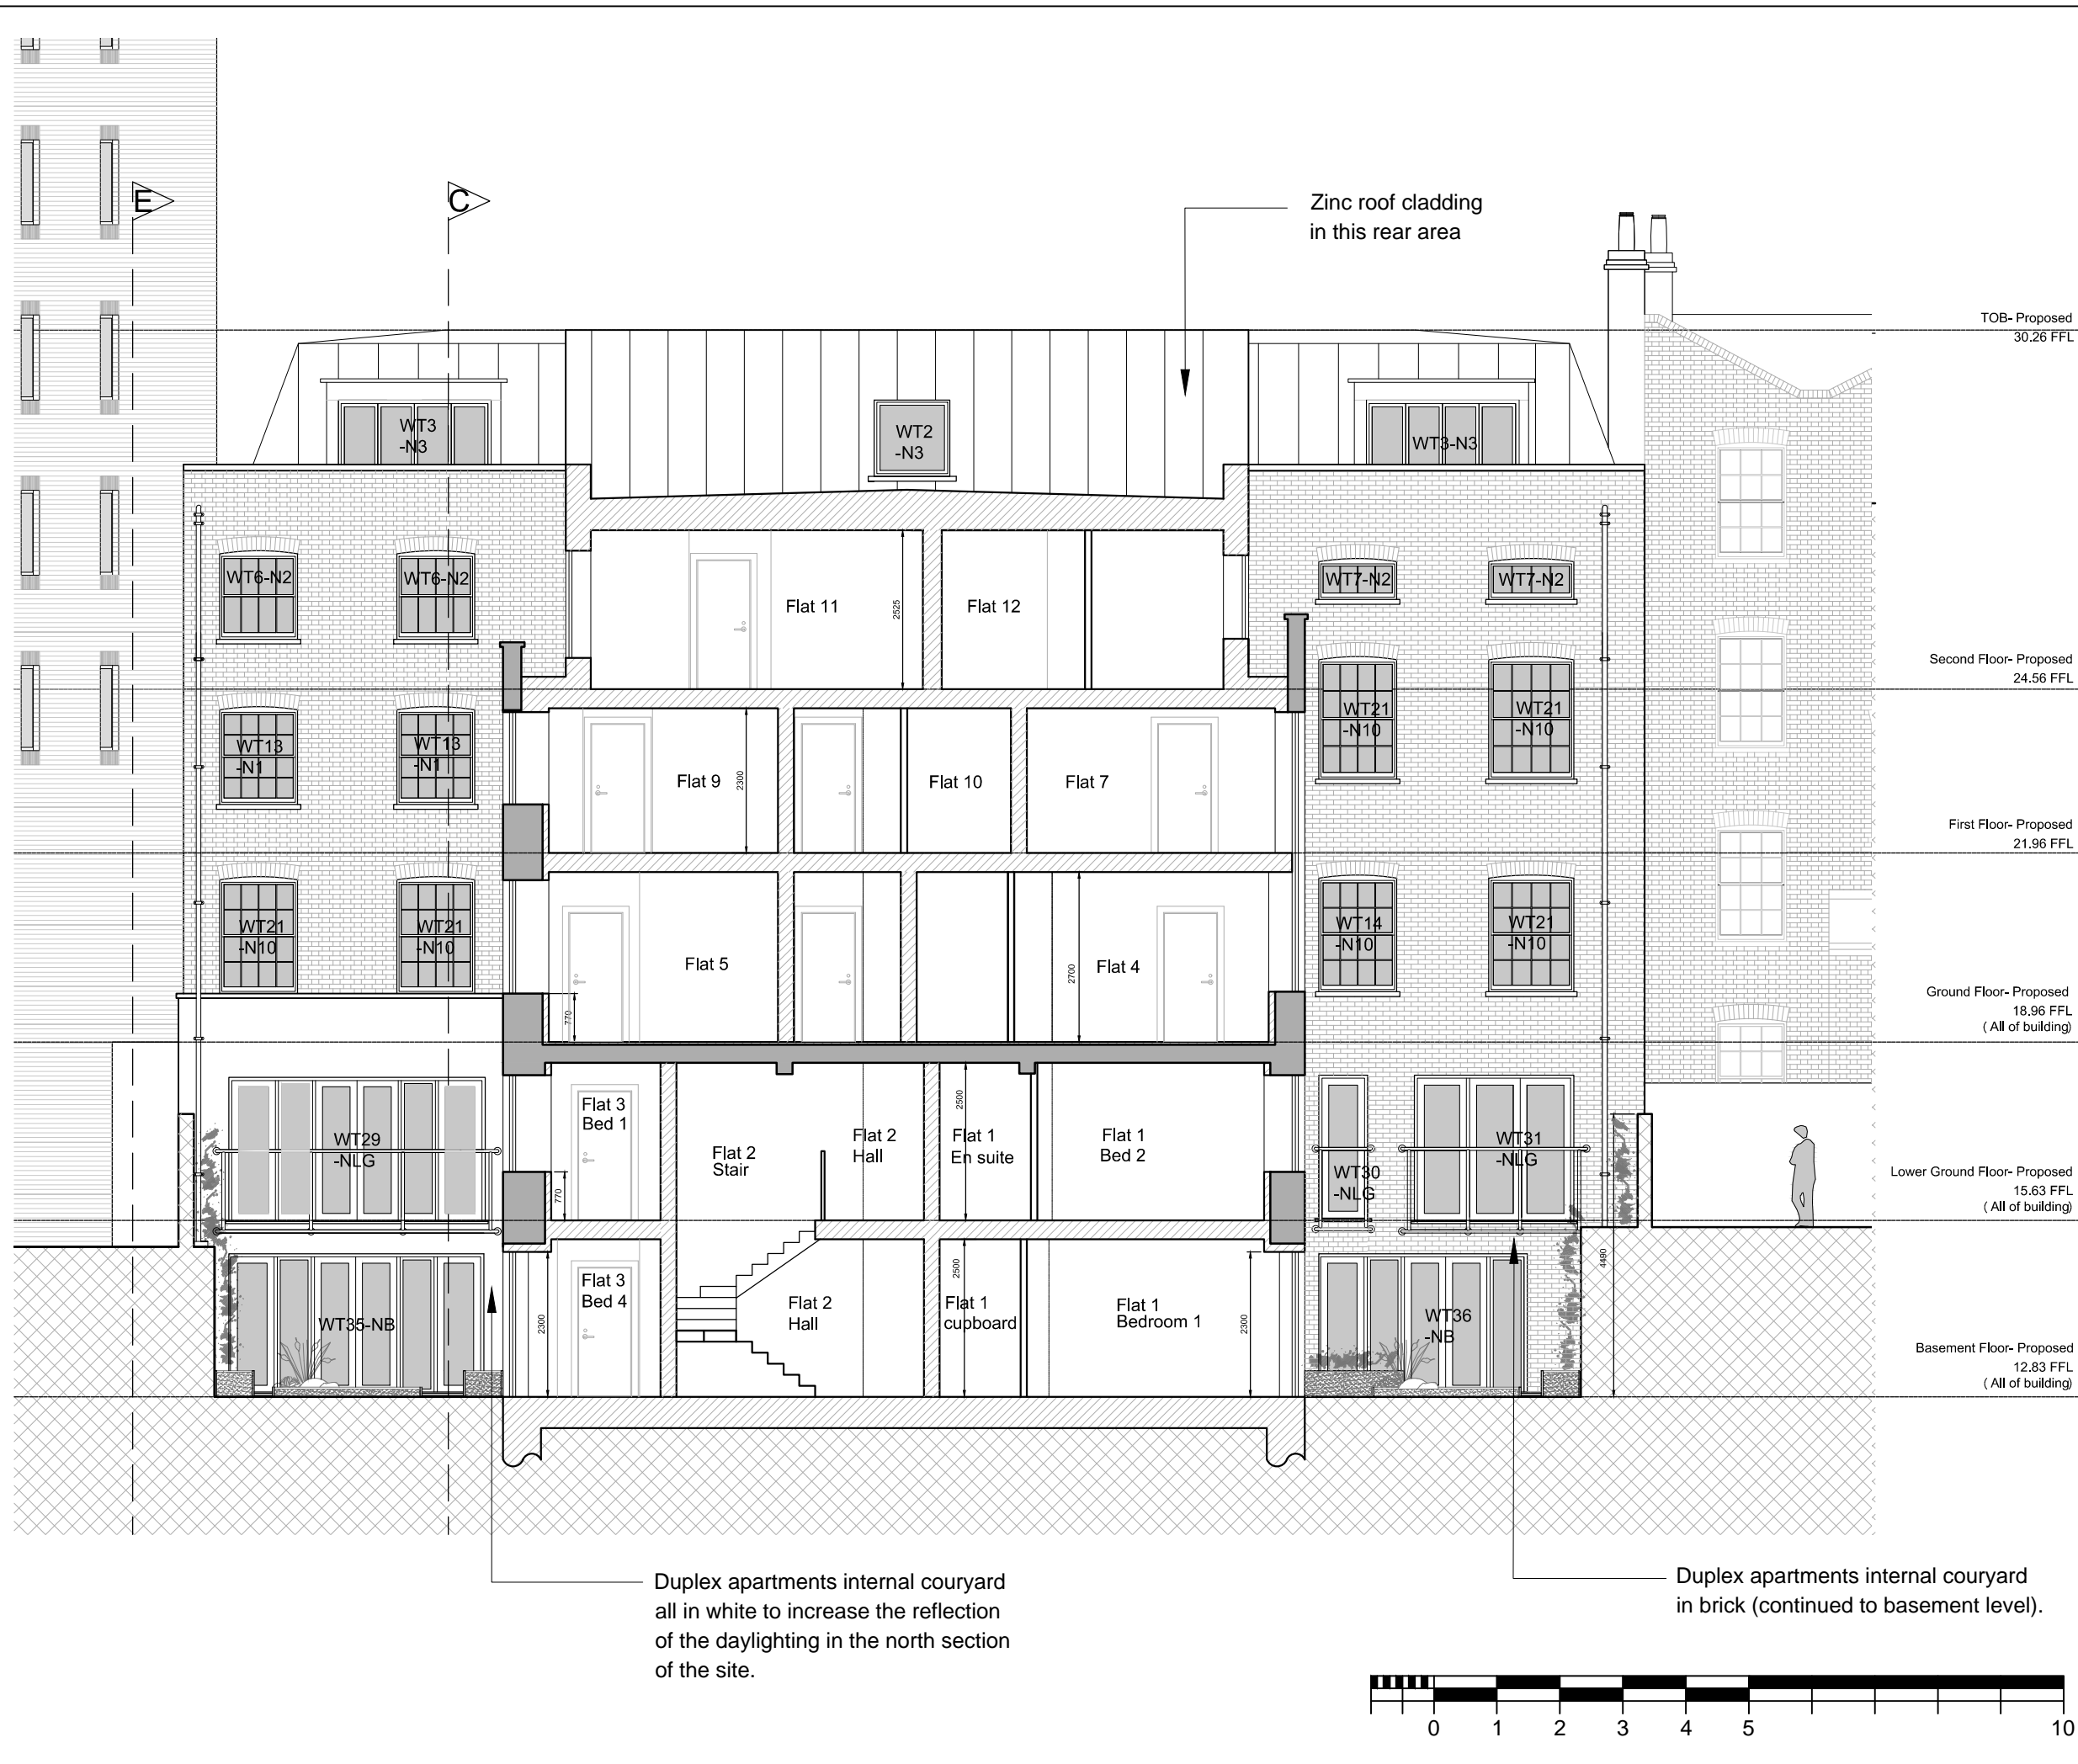 E
C
Zinc roof cladding
in this rear area
TOB- Proposed
30.26 FFL
WT3
-N3
WT2
-N3
WT3-N3
WT6-N2
WT6-N2
Flat 11
2525
Flat 12
WT7-N2
WT7-N2
Second Floor- Proposed
24.56 FFL
WT13
-N1
WT13
-N1
Flat 9
2300
Flat 10
Flat 7
WT21
-N10
WT21
-N10
First Floor- Proposed
21.96 FFL
WT21
-N10
WT21
-N10
770
Flat 5
2700
Flat 4
WT14
-N10
WT21
-N10
Ground Floor- Proposed
18.96 FFL
( All of building)
WT29
-NLG
Flat 3
Bed 1
770
Flat 2
Stair
Flat 2
Hall
2500
Flat 1
En suite
Flat 1
Bed 2
WT30
-NLG
WT31
-NLG
Lower Ground Floor- Proposed
15.63 FFL
( All of building)
WT35-NB
2300
Flat 3
Bed 4
Flat 2
Hall
2500
Flat 1
cupboard
Flat 1
Bedroom 1
2300
WT36
-NB
4490
Basement Floor- Proposed
12.83 FFL
( All of building)
Duplex apartments internal couryard
all in white to increase the reflection
of the daylighting in the north section
of the site.
Duplex apartments internal couryard
in brick (continued to basement level).
0 1 2 3 4 5 10